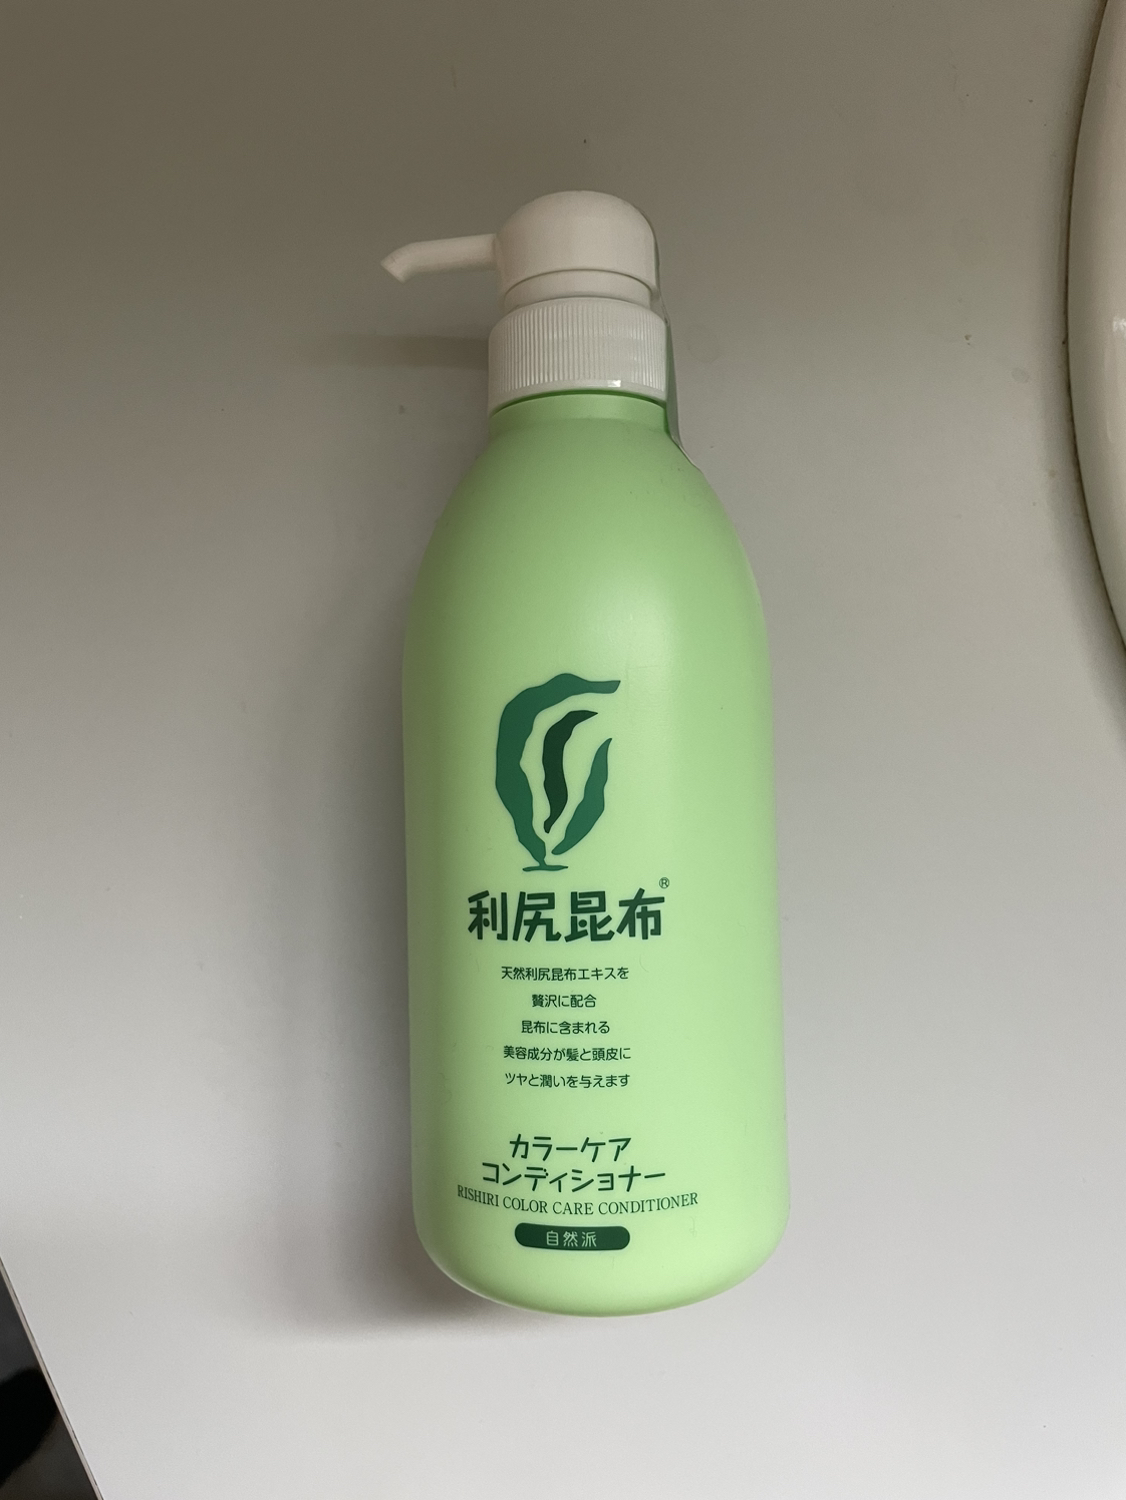 利尻昆布®
天然利尻昆布エキスを
贅沢に配合
昆布に含まれる
美容成分が髪と頭皮に
ツヤと潤いを与えます
カラーケア
コンディショナー
RISHIRI COLOR CARE CONDITIONER
自然派